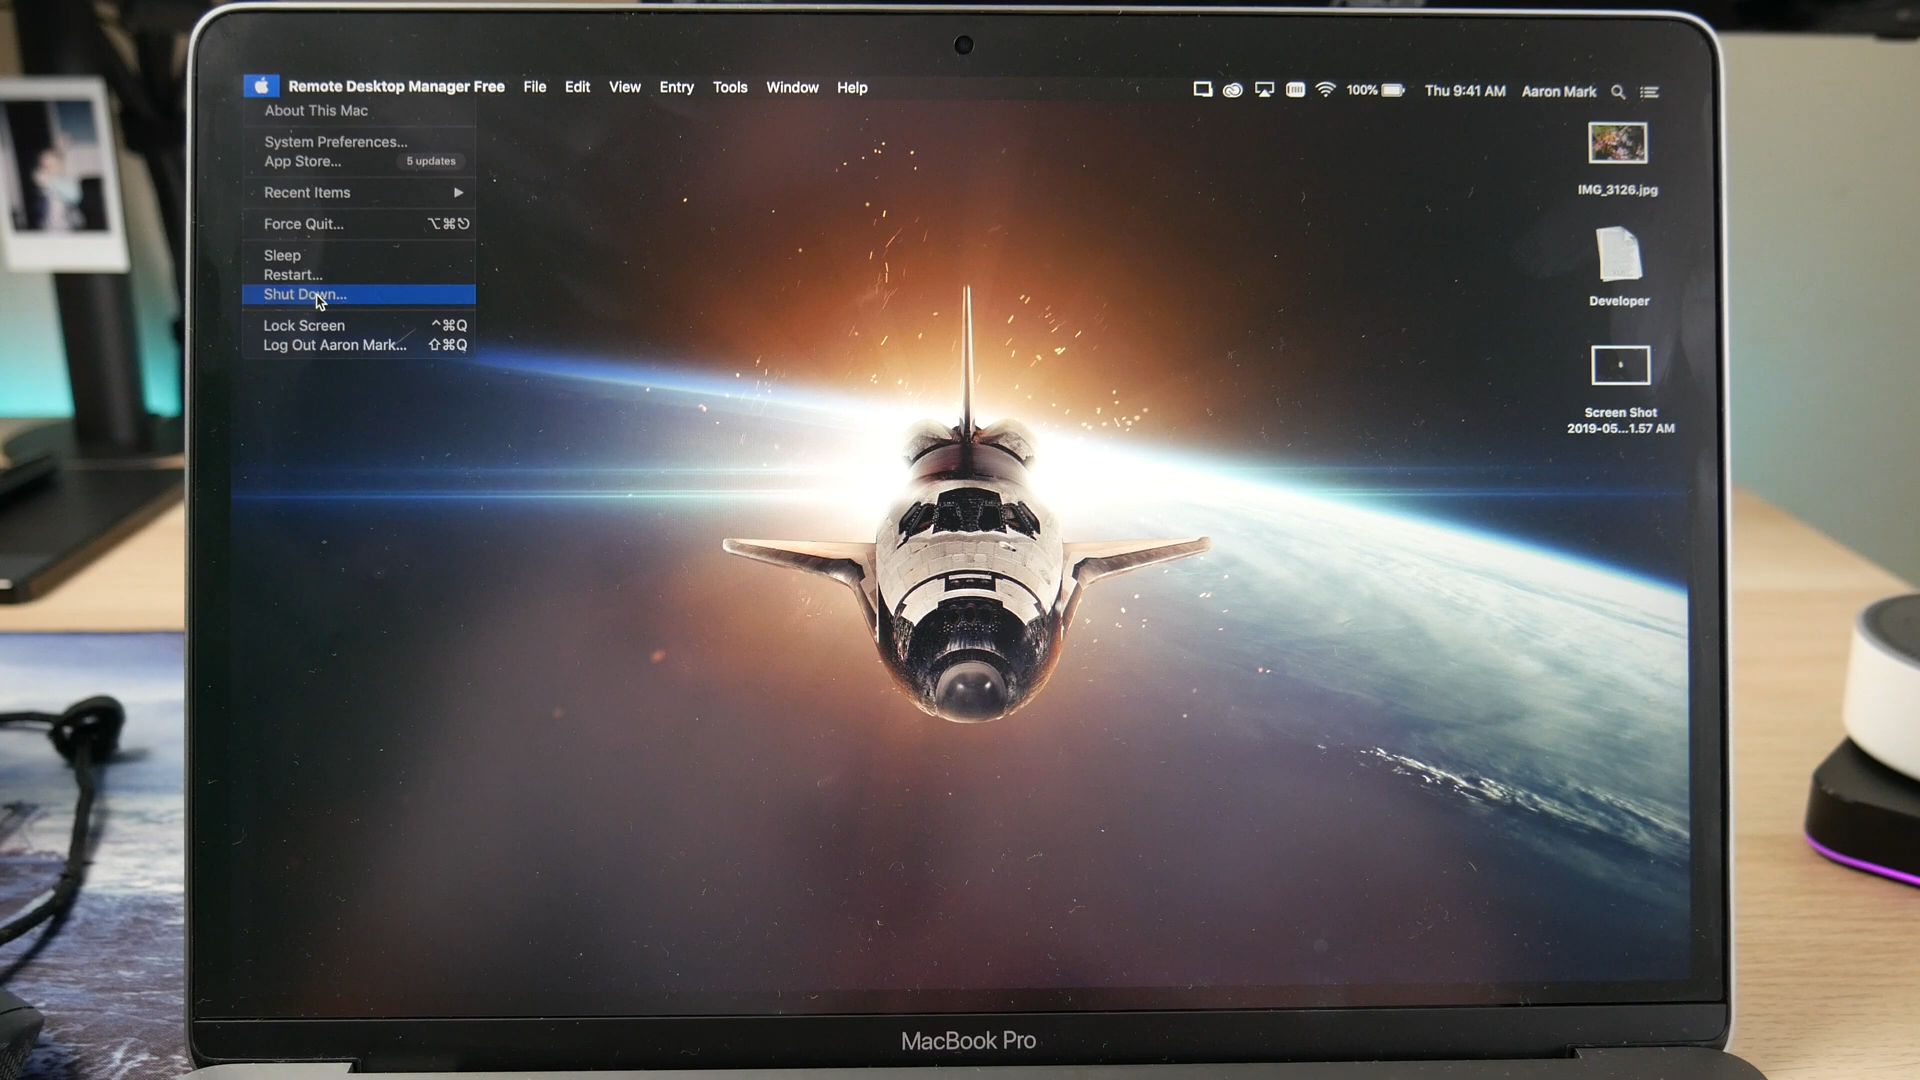 Remote Desktop Manager Free File Edit View Entry Tools Window Help 100% Thu 9:41 AM Aaron Mark
About This Mac
System Preferences...
App Store... 5 updates
Recent Items ▶
Force Quit... ⌥⌘⎋
Sleep
Restart...
Shut Down...
Lock Screen ^⌘Q
Log Out Aaron Mark... ⇧⌘Q
IMG_3126.jpg
Developer
Screen Shot
2019-05...1.57 AM
MacBook Pro